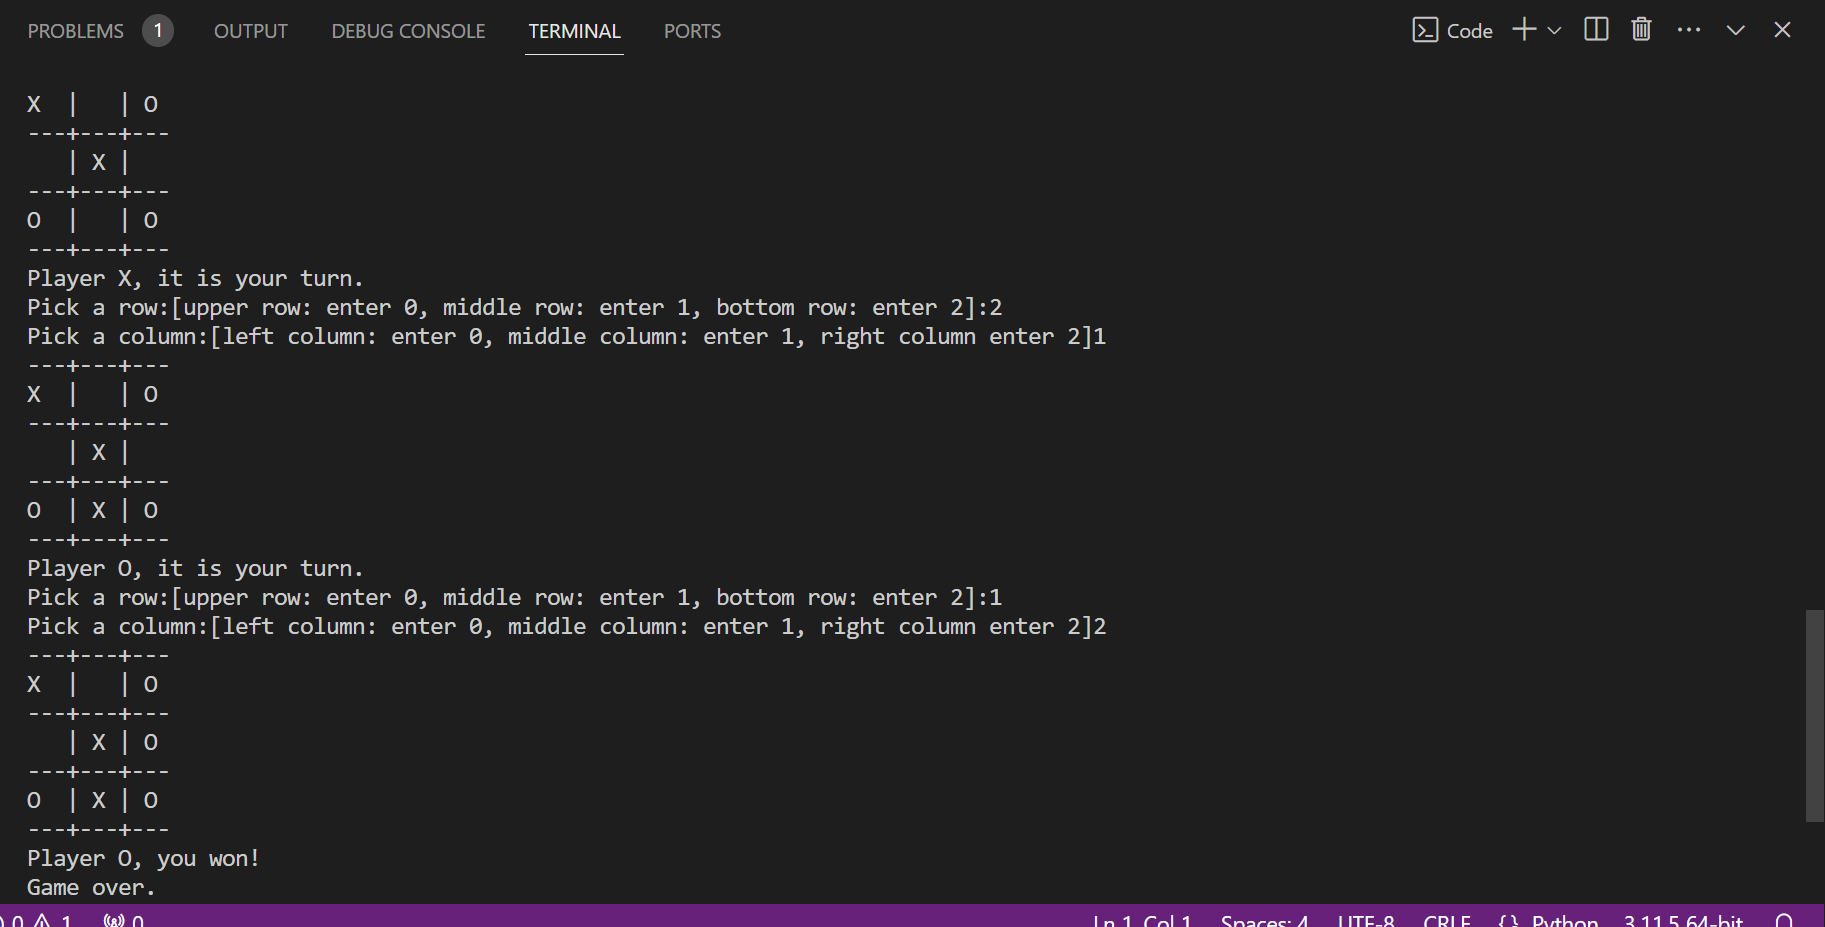 PROBLEMS 1 OUTPUT DEBUG CONSOLE TERMINAL PORTS Code
X  |   | O
---+---+---
   | X |
---+---+---
O  |   | O
---+---+---
Player X, it is your turn.
Pick a row:[upper row: enter 0, middle row: enter 1, bottom row: enter 2]:2
Pick a column:[left column: enter 0, middle column: enter 1, right column enter 2]1
---+---+---
X  |   | O
---+---+---
   | X |
---+---+---
O  | X | O
---+---+---
Player O, it is your turn.
Pick a row:[upper row: enter 0, middle row: enter 1, bottom row: enter 2]:1
Pick a column:[left column: enter 0, middle column: enter 1, right column enter 2]2
---+---+---
X  |   | O
---+---+---
   | X | O
---+---+---
O  | X | O
---+---+---
Player O, you won!
Game over.
0 1 0 Ln 1, Col 1 Spaces: 4 UTF-8 CRLF {} Python 3.11.5 64-bit